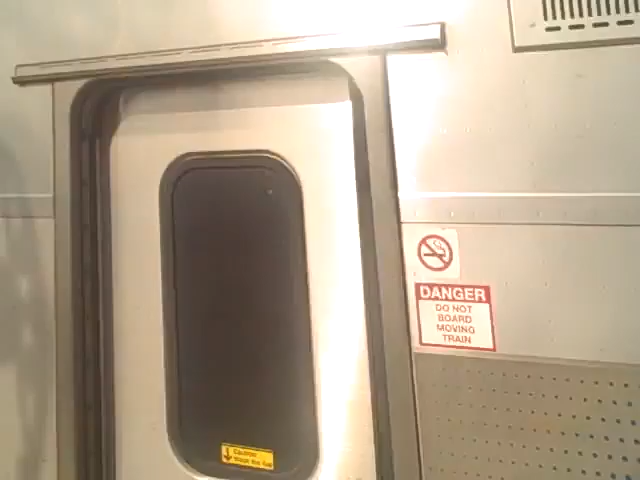 DANGER
DO NOT
BOARD
MOVING
TRAIN
Caution
Watch the Gap